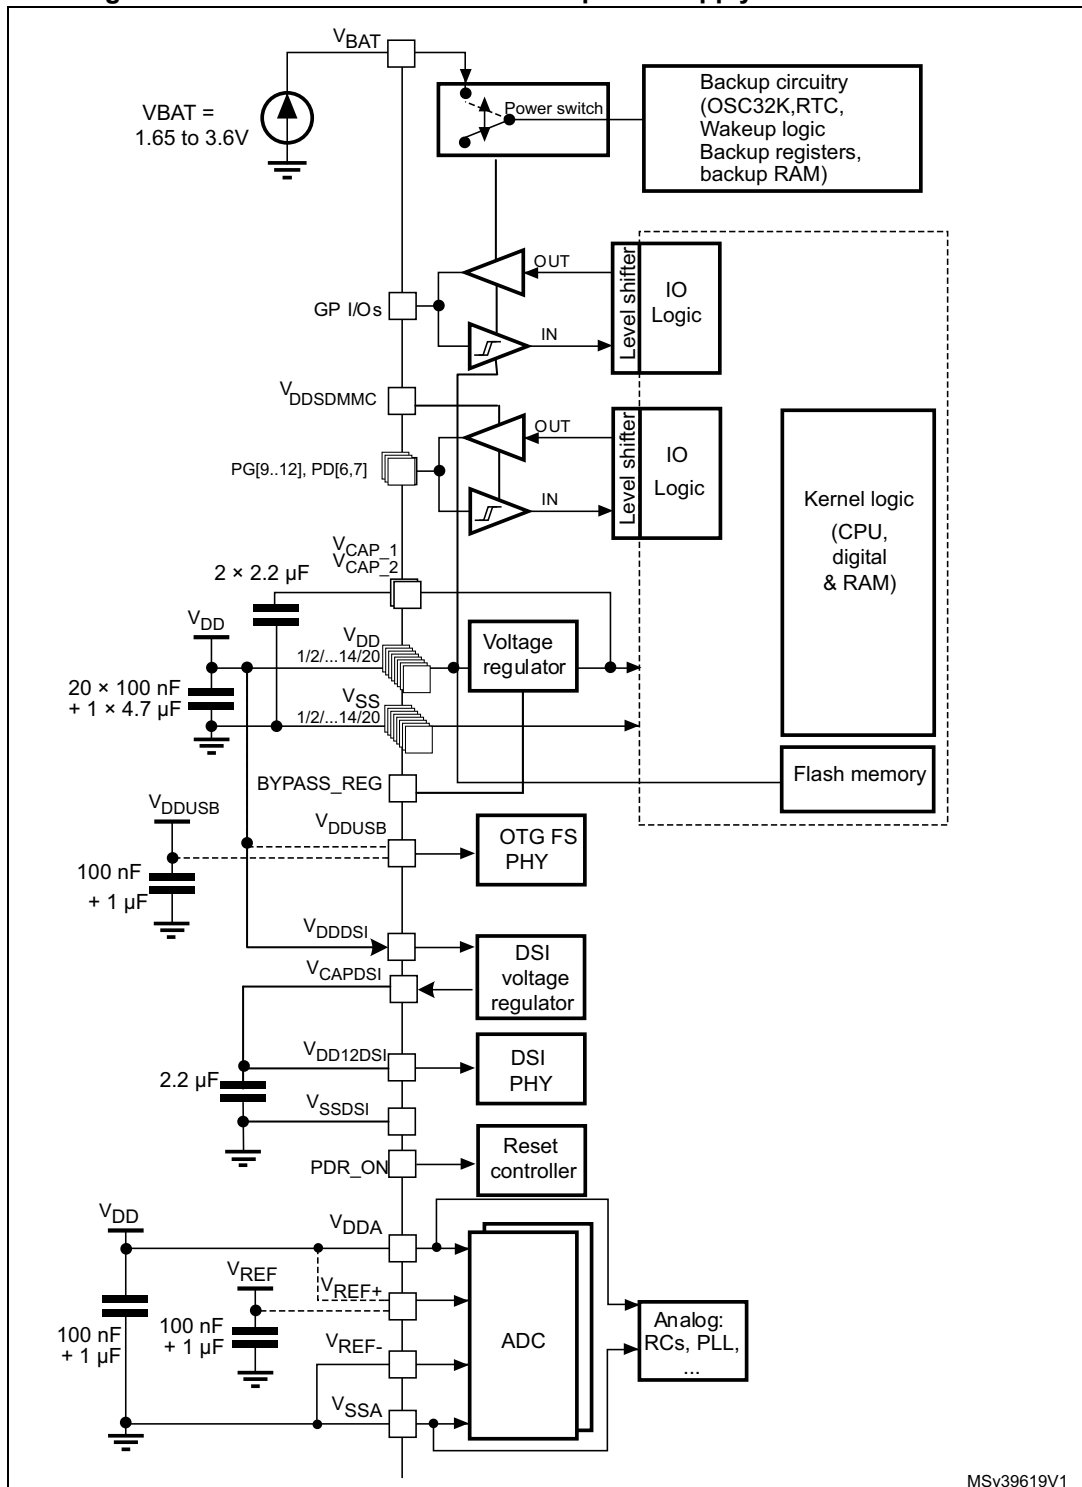 VBAT
VBAT =
1.65 to 3.6V
Power switch
Backup circuitry
(OSC32K,RTC,
Wakeup logic
Backup registers,
backup RAM)
GP I/Os
OUT
IN
Level shifter
IO
Logic
VDDSDMMC
PG[9..12], PD[6,7]
OUT
IN
Level shifter
IO
Logic
Kernel logic
(CPU,
digital
& RAM)
VCAP_1
VCAP_2
2 × 2.2 µF
VDD
VDD
1/2/...14/20
Voltage
regulator
20 × 100 nF
+ 1 × 4.7 µF
VSS
1/2/...14/20
BYPASS_REG
Flash memory
VDDUSB
VDDUSB
OTG FS
PHY
100 nF
+ 1 µF
VDDDSI
DSI
voltage
regulator
VCAPDSI
VDD12DSI
DSI
PHY
2.2 µF
VSSDSI
PDR_ON
Reset
controller
VDD
VDDA
VREF
VREF+
100 nF
+ 1 µF
100 nF
+ 1 µF
VREF-
ADC
Analog:
RCs, PLL,
...
VSSA
MSv39619V1